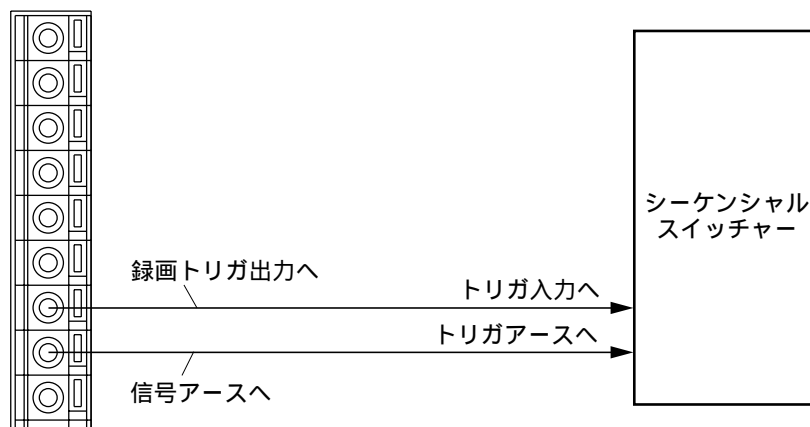 シーケンシャル
スイッチャー
録画トリガ出力へ
トリガ入力へ
トリガアースへ
信号アースへ